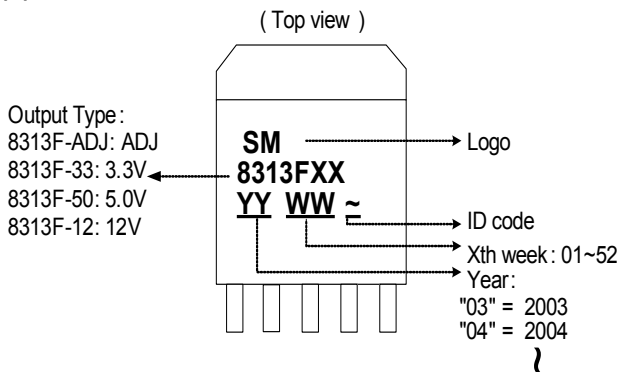 ( Top view )
Output Type :
8313F-ADJ: ADJ
8313F-33: 3.3V
8313F-50: 5.0V
8313F-12: 12V
SM
8313FXX
YY WW ~
Logo
ID code
Xth week : 01~52
Year :
"03" = 2003
"04" = 2004
~